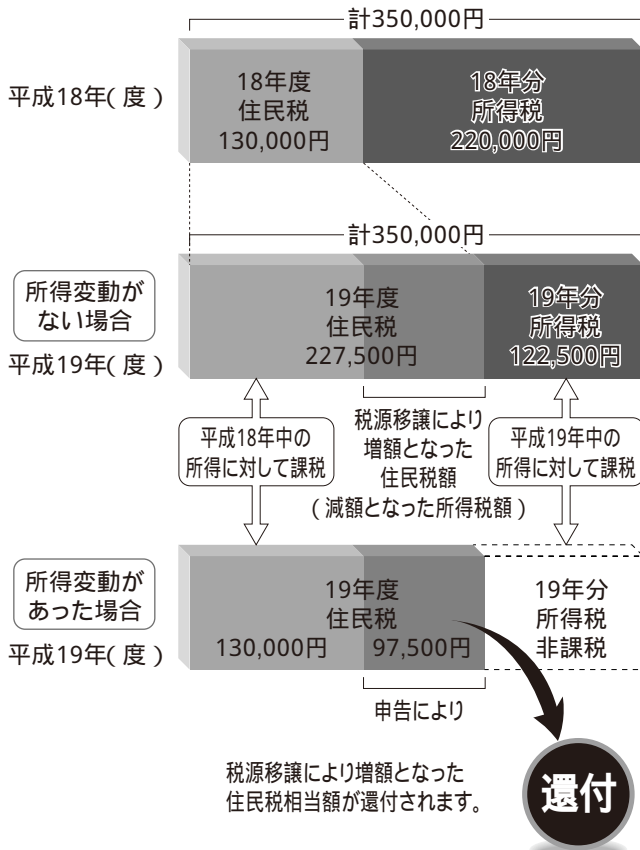 計350,000円
平成18年(度)
18年度
住民税
130,000円
18年分
所得税
220,000円
計350,000円
所得変動が
ない場合
平成19年(度)
19年度
住民税
227,500円
19年分
所得税
122,500円
平成18年中の
所得に対して課税
税源移譲により
増額となった
住民税額
(減額となった所得税額)
平成19年中の
所得に対して課税
所得変動が
あった場合
平成19年(度)
19年度
住民税
130,000円
97,500円
19年分
所得税
非課税
申告により
税源移譲により増額となった
住民税相当額が還付されます。
還付